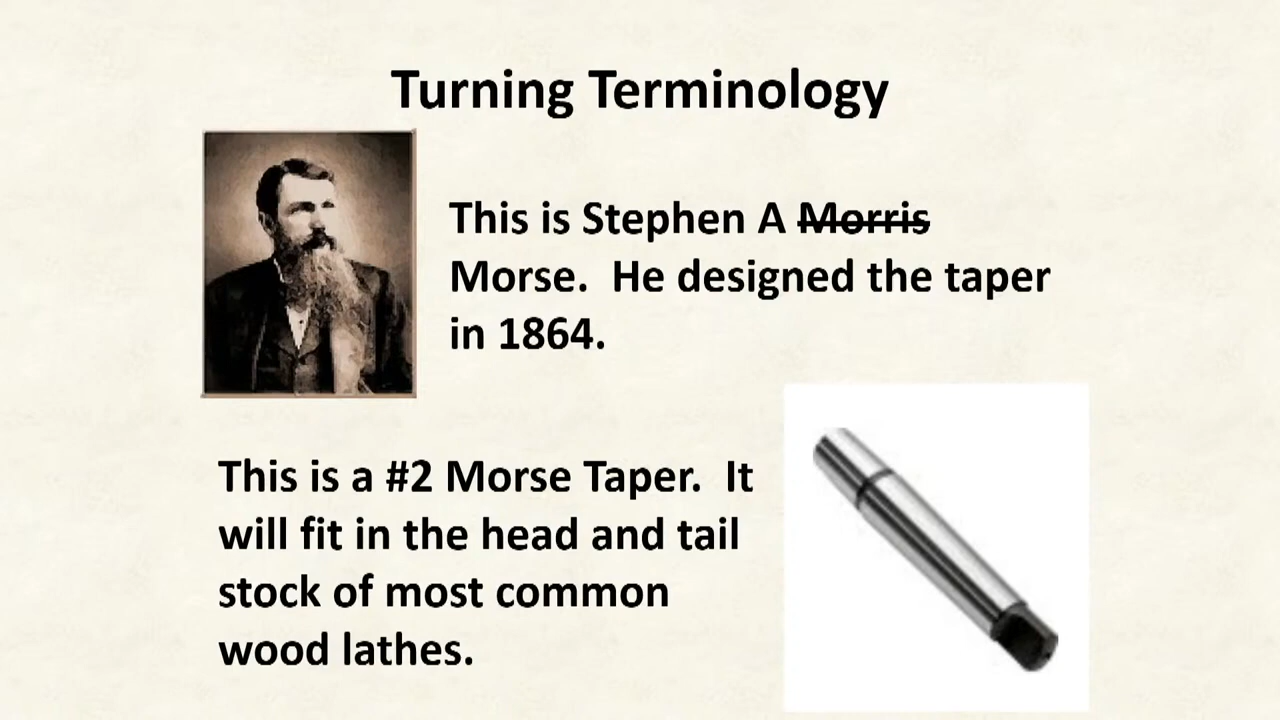 Turning Terminology
This is Stephen A Morris
Morse.  He designed the taper
in 1864.
This is a #2 Morse Taper.  It
will fit in the head and tail
stock of most common
wood lathes.